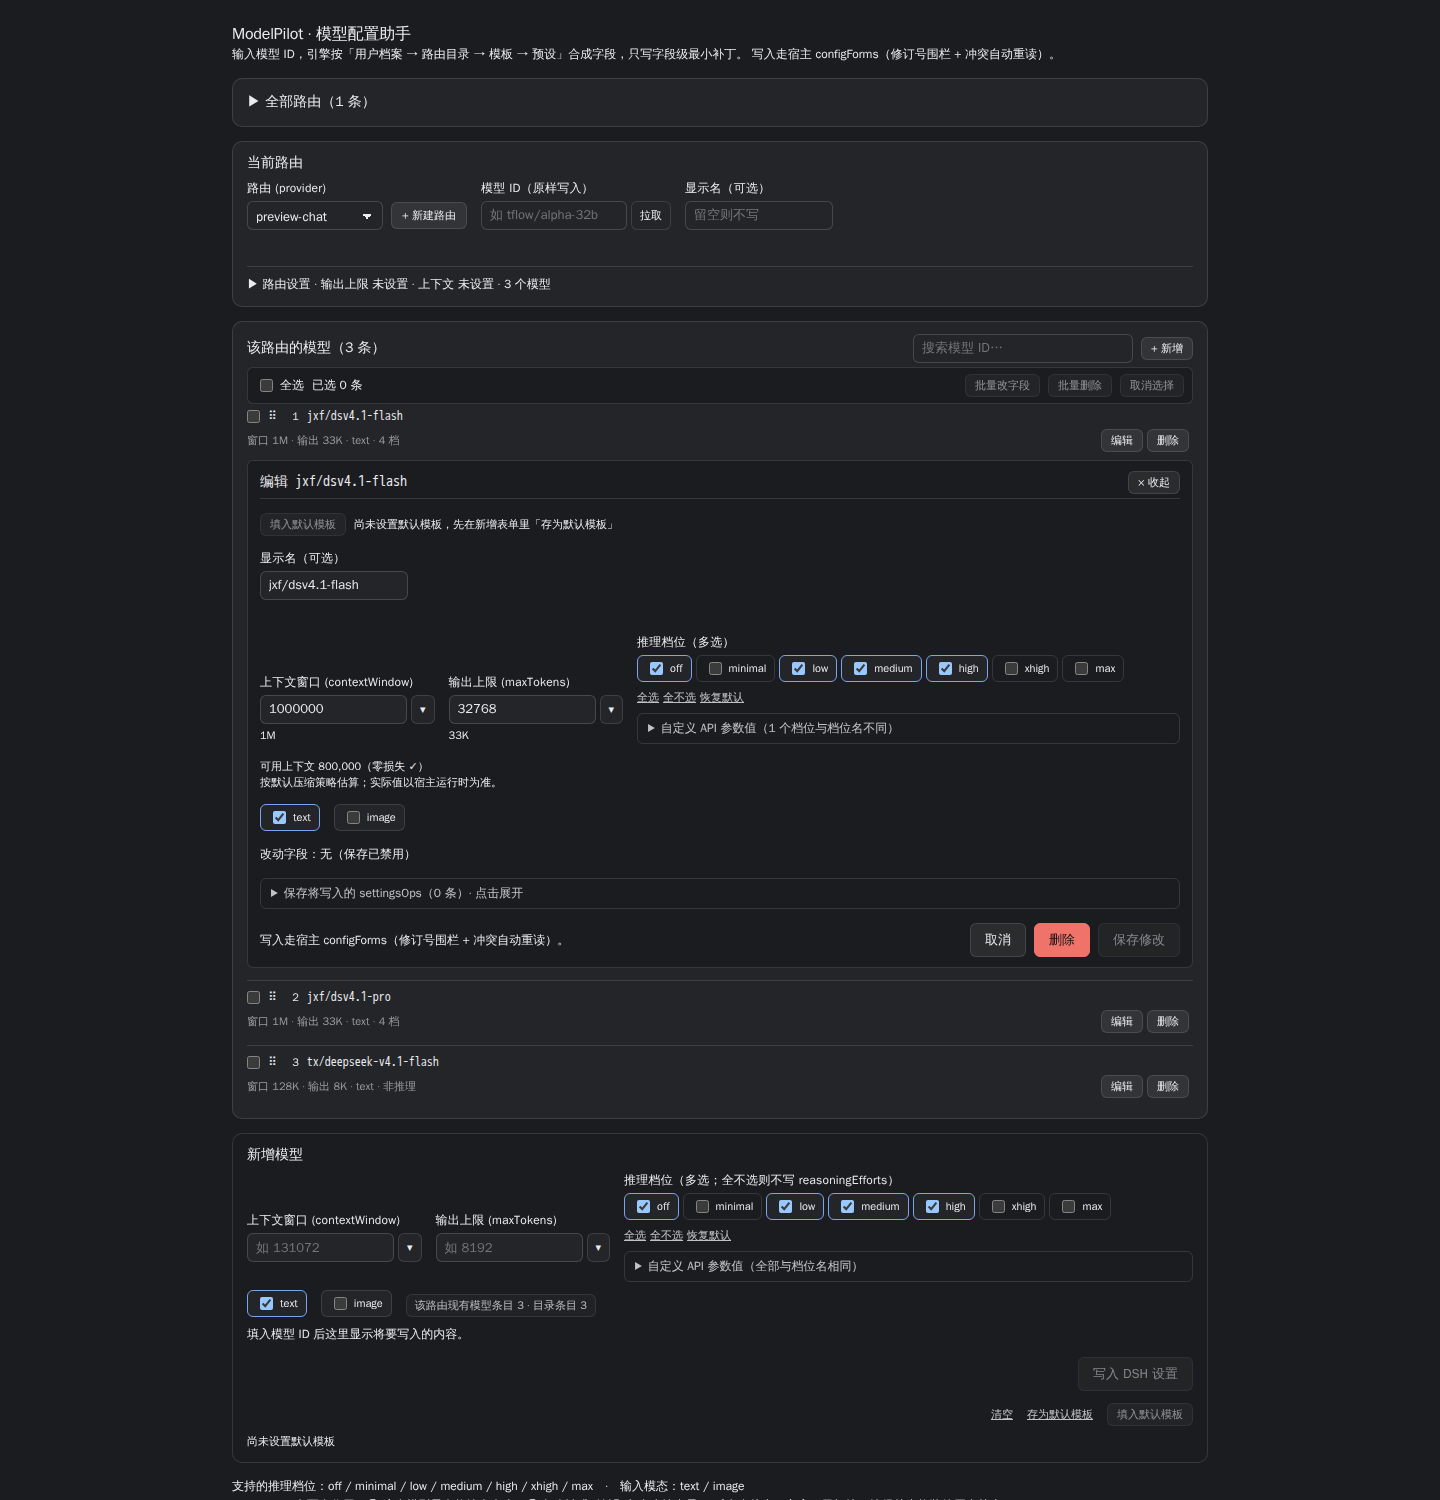 ModelPilot · 模型配置助手
输入模型 ID，引擎按「用户档案 → 路由目录 → 模板 → 预设」合成字段，只写字段级最小补丁。 写入走宿主 configForms（修订号围栏 + 冲突自动重读）。
▶ 全部路由（1 条）
当前路由
路由 (provider) 模型 ID（原样写入） 显示名（可选）
preview-chat + 新建路由 如 tflow/alpha-32b 拉取 留空则不写
▶ 路由设置 · 输出上限 未设置 · 上下文 未设置 · 3 个模型
该路由的模型（3 条） 搜索模型 ID… + 新增
全选 已选 0 条 批量改字段 批量删除 取消选择
⠿ 1 jxf/dsv4.1-flash
窗口 1M · 输出 33K · text · 4 档 编辑 删除
编辑 jxf/dsv4.1-flash × 收起
填入默认模板 尚未设置默认模板，先在新增表单里「存为默认模板」
显示名（可选）
jxf/dsv4.1-flash
推理档位（多选）
off minimal low medium high xhigh max
上下文窗口 (contextWindow) 输出上限 (maxTokens)
全选 全不选 恢复默认
1000000 ▾ 32768 ▾
▶ 自定义 API 参数值（1 个档位与档位名不同）
1M 33K
可用上下文 800,000（零损失 ✓）
按默认压缩策略估算；实际值以宿主运行时为准。
text image
改动字段：无（保存已禁用）
▶ 保存将写入的 settingsOps（0 条）· 点击展开
写入走宿主 configForms（修订号围栏 + 冲突自动重读）。 取消 删除 保存修改
⠿ 2 jxf/dsv4.1-pro
窗口 1M · 输出 33K · text · 4 档 编辑 删除
⠿ 3 tx/deepseek-v4.1-flash
窗口 128K · 输出 8K · text · 非推理 编辑 删除
新增模型
推理档位（多选；全不选则不写 reasoningEfforts）
off minimal low medium high xhigh max
上下文窗口 (contextWindow) 输出上限 (maxTokens)
全选 全不选 恢复默认
如 131072 ▾ 如 8192 ▾
▶ 自定义 API 参数值（全部与档位名相同）
text image 该路由现有模型条目 3 · 目录条目 3
填入模型 ID 后这里显示将要写入的内容。
写入 DSH 设置
清空 存为默认模板 填入默认模板
尚未设置默认模板
支持的推理档位：off / minimal / low / medium / high / xhigh / max · 输入模态：text / image